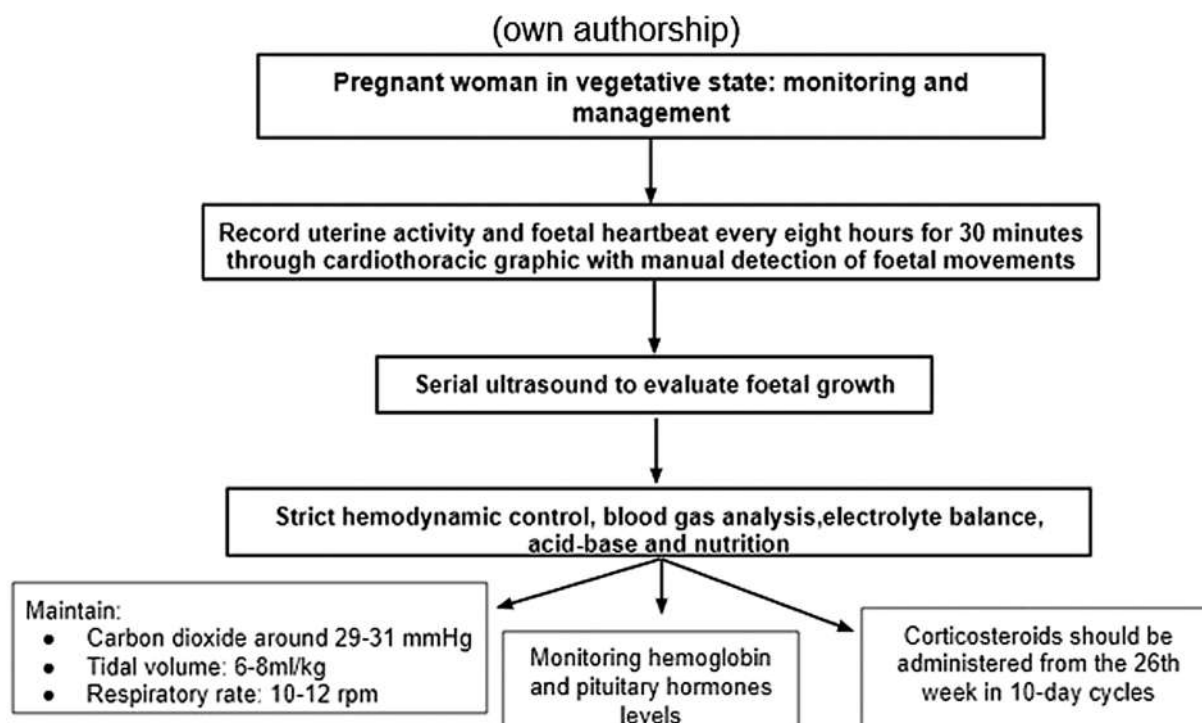 (own authorship)
Pregnant woman in vegetative state: monitoring and
management
Record uterine activity and foetal heartbeat every eight hours for 30 minutes
through cardiothoracic graphic with manual detection of foetal movements
Serial ultrasound to evaluate foetal growth
Strict hemodynamic control, blood gas analysis,electrolyte balance,
acid-base and nutrition
Maintain:
● Carbon dioxide around 29-31 mmHg
● Tidal volume: 6-8ml/kg
● Respiratory rate: 10-12 rpm
Monitoring hemoglobin
and pituitary hormones
levels
Corticosteroids should be
administered from the 26th
week in 10-day cycles